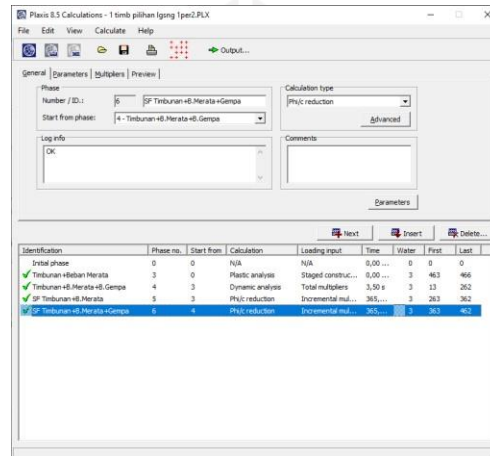 Plaxis 8.5 Calculations - 1 timb pilihan lgsng 1per2.PLX
File Edit View Calculate Help
Output...
General Parameters Multipliers Preview
Phase
Number / ID.: 6 SF Timbunan+B.Merata+Gempa
Start from phase: 4 - Timbunan+B.Merata+B.Gempa
Calculation type
Phi/c reduction
Advanced
Log info
OK
Comments
Parameters
Next Insert Delete...
Identification Phase no. Start from Calculation Loading input Time Water First Last
Initial phase 0 0 N/A N/A 0,00 ... 0 0 0
Timbunan+Beban Merata 3 0 Plastic analysis Staged construc... 0,00 ... 3 463 466
Timbunan+B.Merata+B.Gempa 4 3 Dynamic analysis Total multipliers 3,50 s 3 13 262
SF Timbunan+B.Merata 5 3 Phi/c reduction Incremental mul... 365,... 3 263 362
SF Timbunan+B.Merata+Gempa 6 4 Phi/c reduction Incremental mul... 365,... 3 363 462